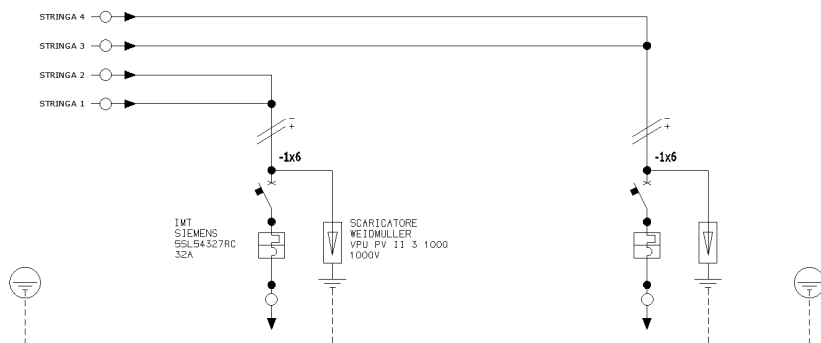 STRINGA 4
STRINGA 3
STRINGA 2
STRINGA 1
- +
- +
-1x6
-1x6
IMT
SIEMENS
5SL54327RC
32A
SCARICATORE
WEIDMULLER
VPU PV II 3 1000
1000V